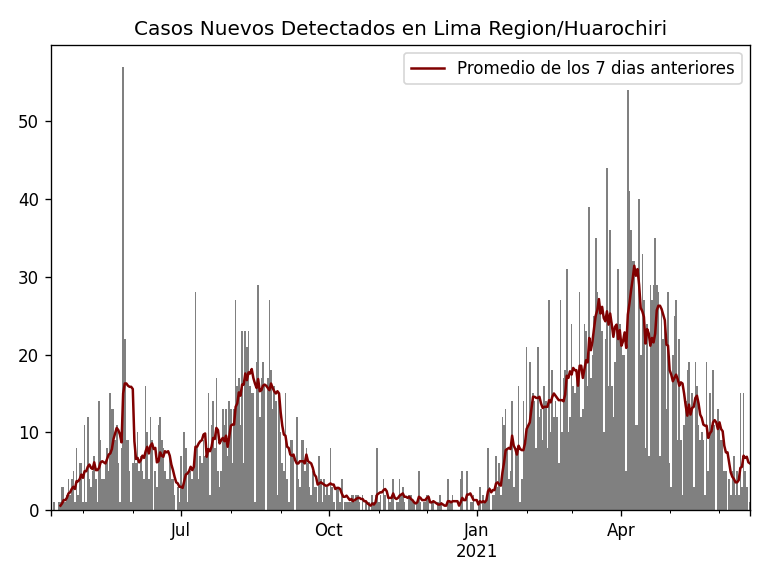 Casos Nuevos Detectados en Lima Region/Huarochiri
Promedio de los 7 dias anteriores
50
40
30
20
10
0
Jul
Oct
Jan
2021
Apr